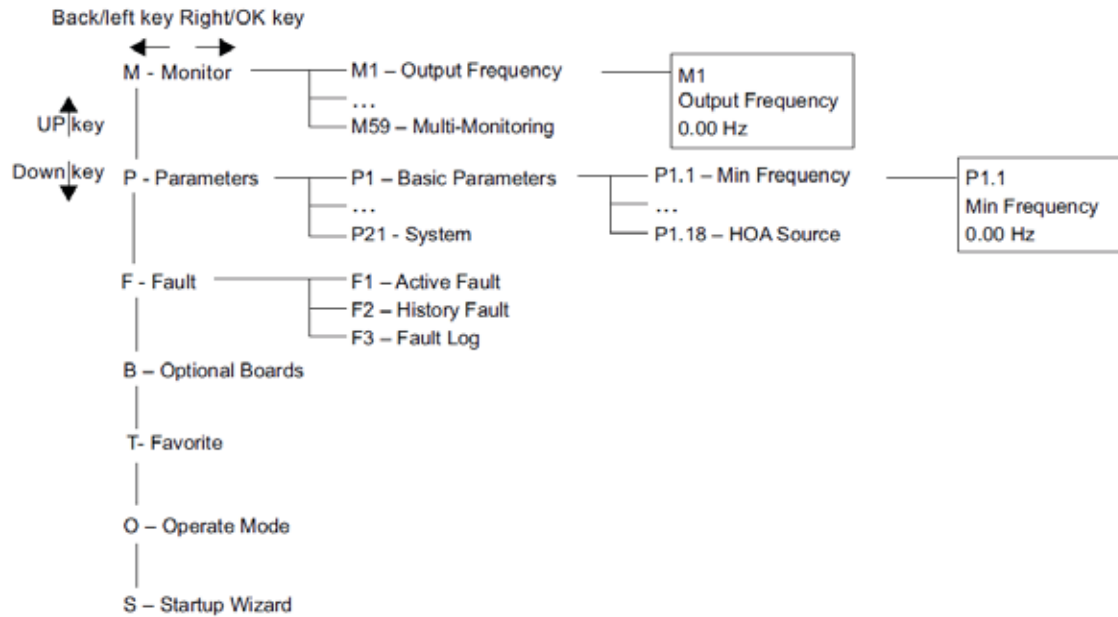 Back/left key Right/OK key
M - Monitor
M1 – Output Frequency
M1
Output Frequency
0.00 Hz
...
M59 – Multi-Monitoring
UP key
Down key
P - Parameters
P1 – Basic Parameters
P1.1 – Min Frequency
P1.1
Min Frequency
0.00 Hz
...
...
P21 - System
P1.18 – HOA Source
F - Fault
F1 – Active Fault
F2 – History Fault
F3 – Fault Log
B – Optional Boards
T- Favorite
O – Operate Mode
S – Startup Wizard